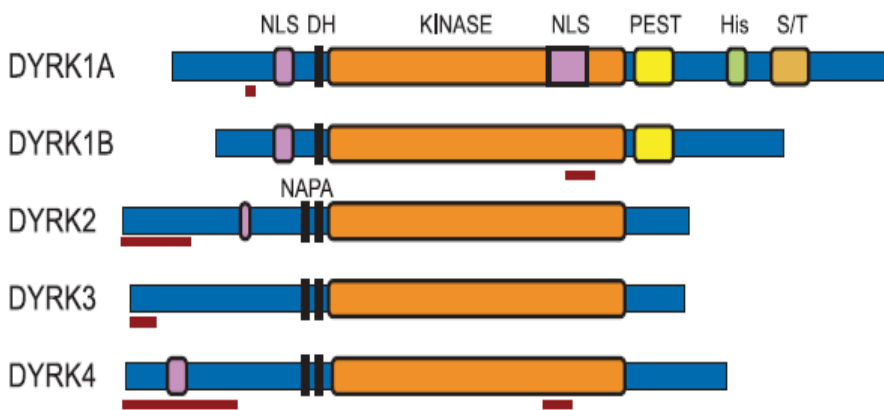 NLS DH KINASE NLS PEST His S/T
DYRK1A
DYRK1B
NAPA
DYRK2
DYRK3
DYRK4